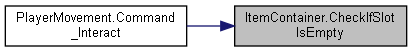 PlayerMovement.Command
_Interact
ItemContainer.CheckIfSlot
IsEmpty